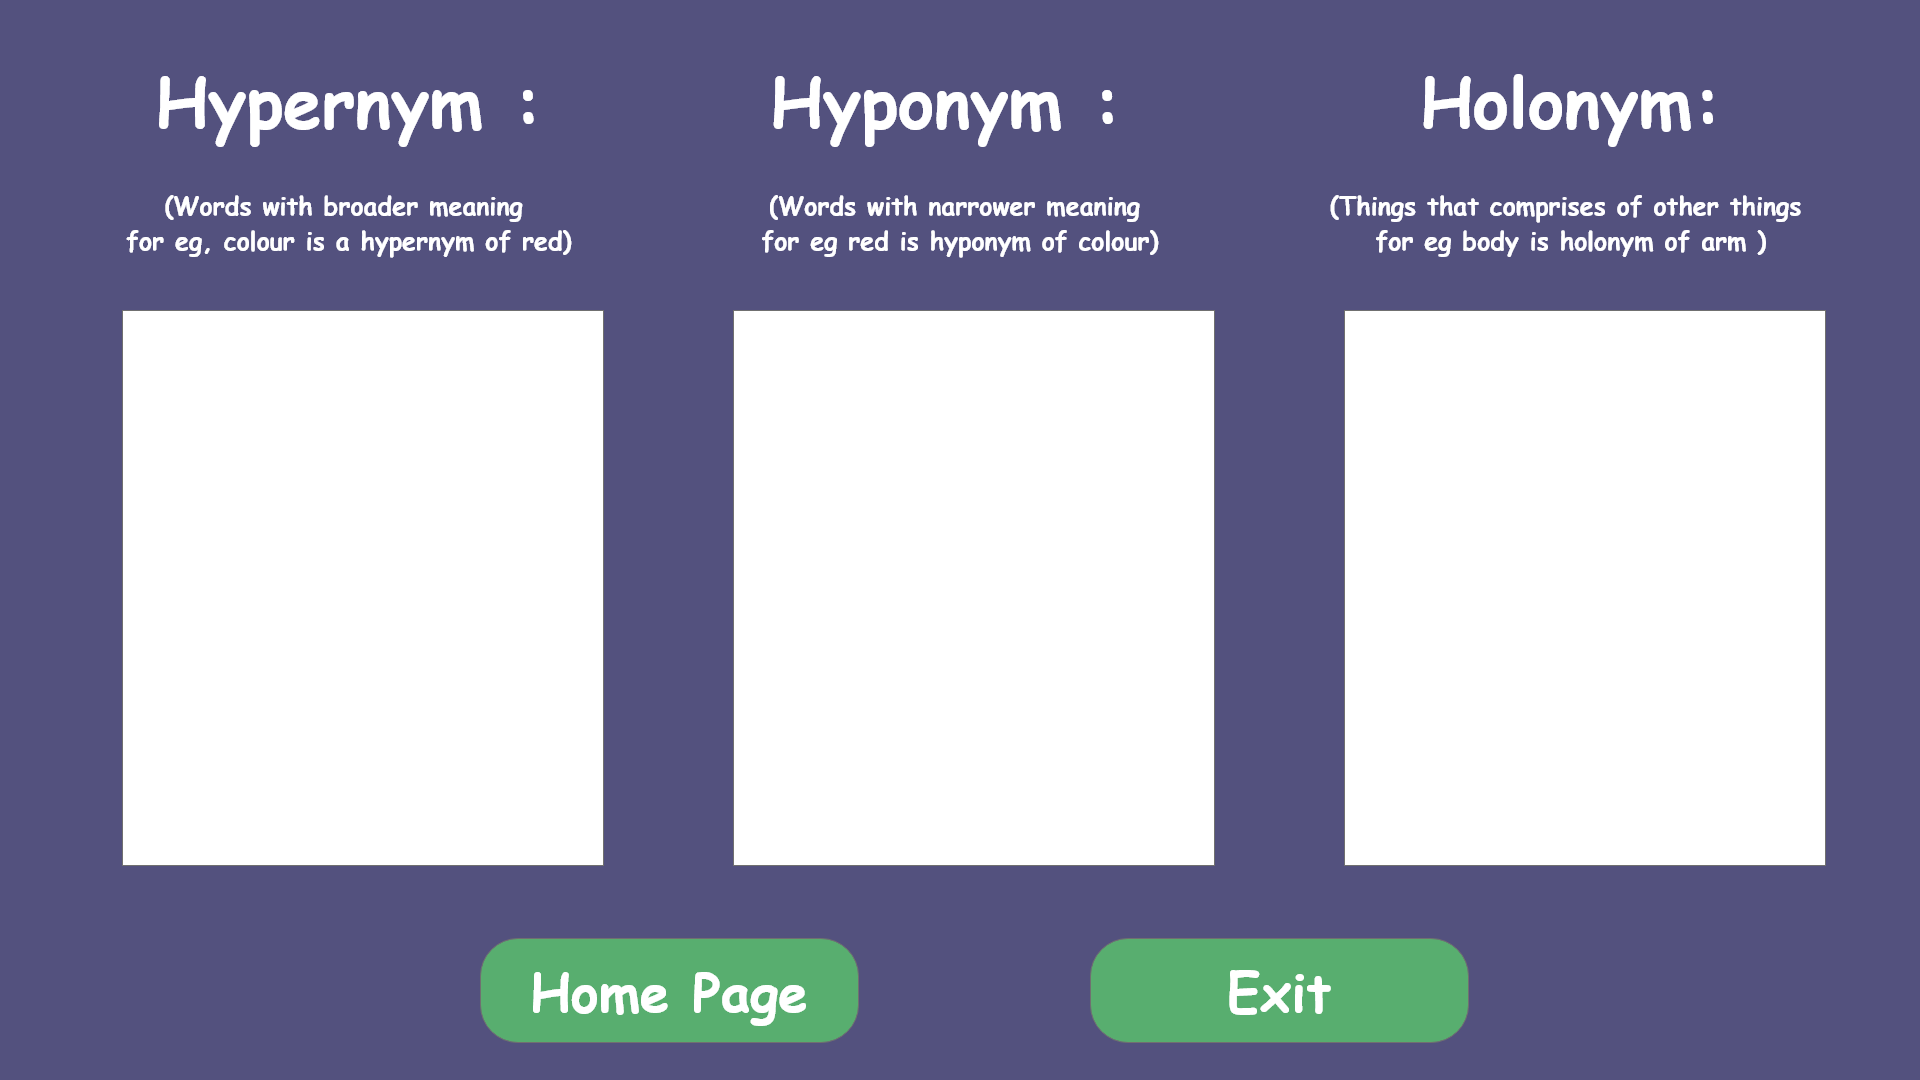 Hypernym :
(Words with broader meaning
for eg, colour is a hypernym of red)
Hyponym :
(Words with narrower meaning
for eg red is hyponym of colour)
Holonym:
(Things that comprises of other things
for eg body is holonym of arm )
Home Page
Exit